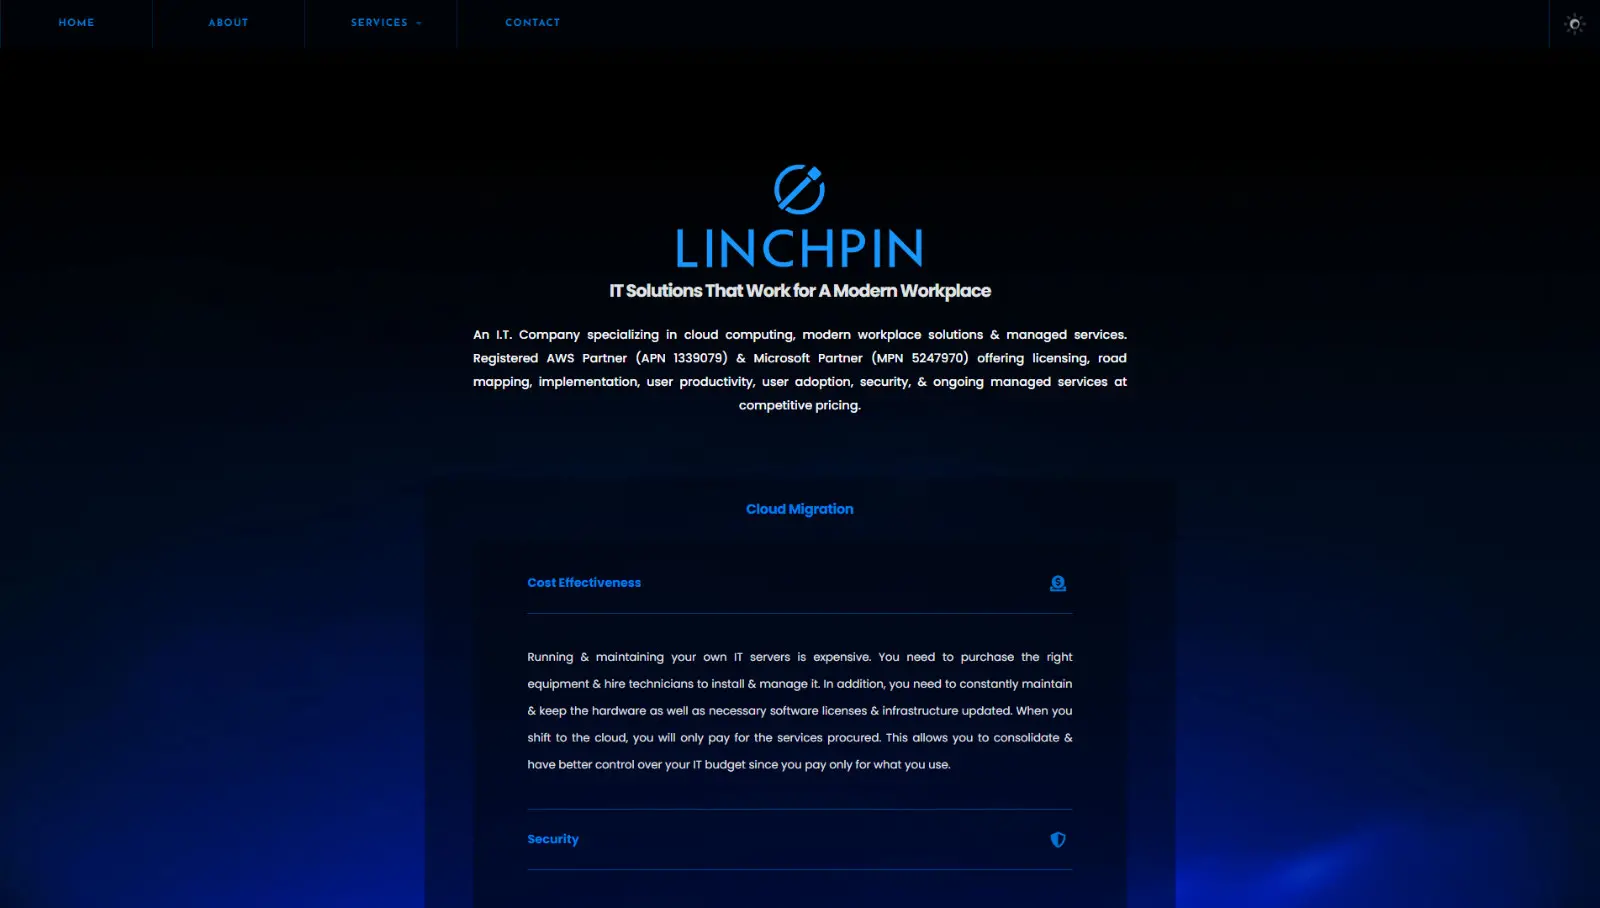 HOME
ABOUT
SERVICES
CONTACT
LINCHPIN
IT Solutions That Work for A Modern Workplace
An I.T. Company specializing in cloud computing, modern workplace solutions & managed services.
Registered AWS Partner (APN 1339079) & Microsoft Partner (MPN 5247970) offering licensing, road
mapping, implementation, user productivity, user adoption, security, & ongoing managed services at
competitive pricing.
Cloud Migration
Cost Effectiveness
$
Running & maintaining your own IT servers is expensive. You need to purchase the right
equipment & hire technicians to install & manage it. In addition, you need to constantly maintain
& keep the hardware as well as necessary software licenses & infrastructure updated. When you
shift to the cloud, you will only pay for the services procured. This allows you to consolidate &
have better control over your IT budget since you pay only for what you use.
Security